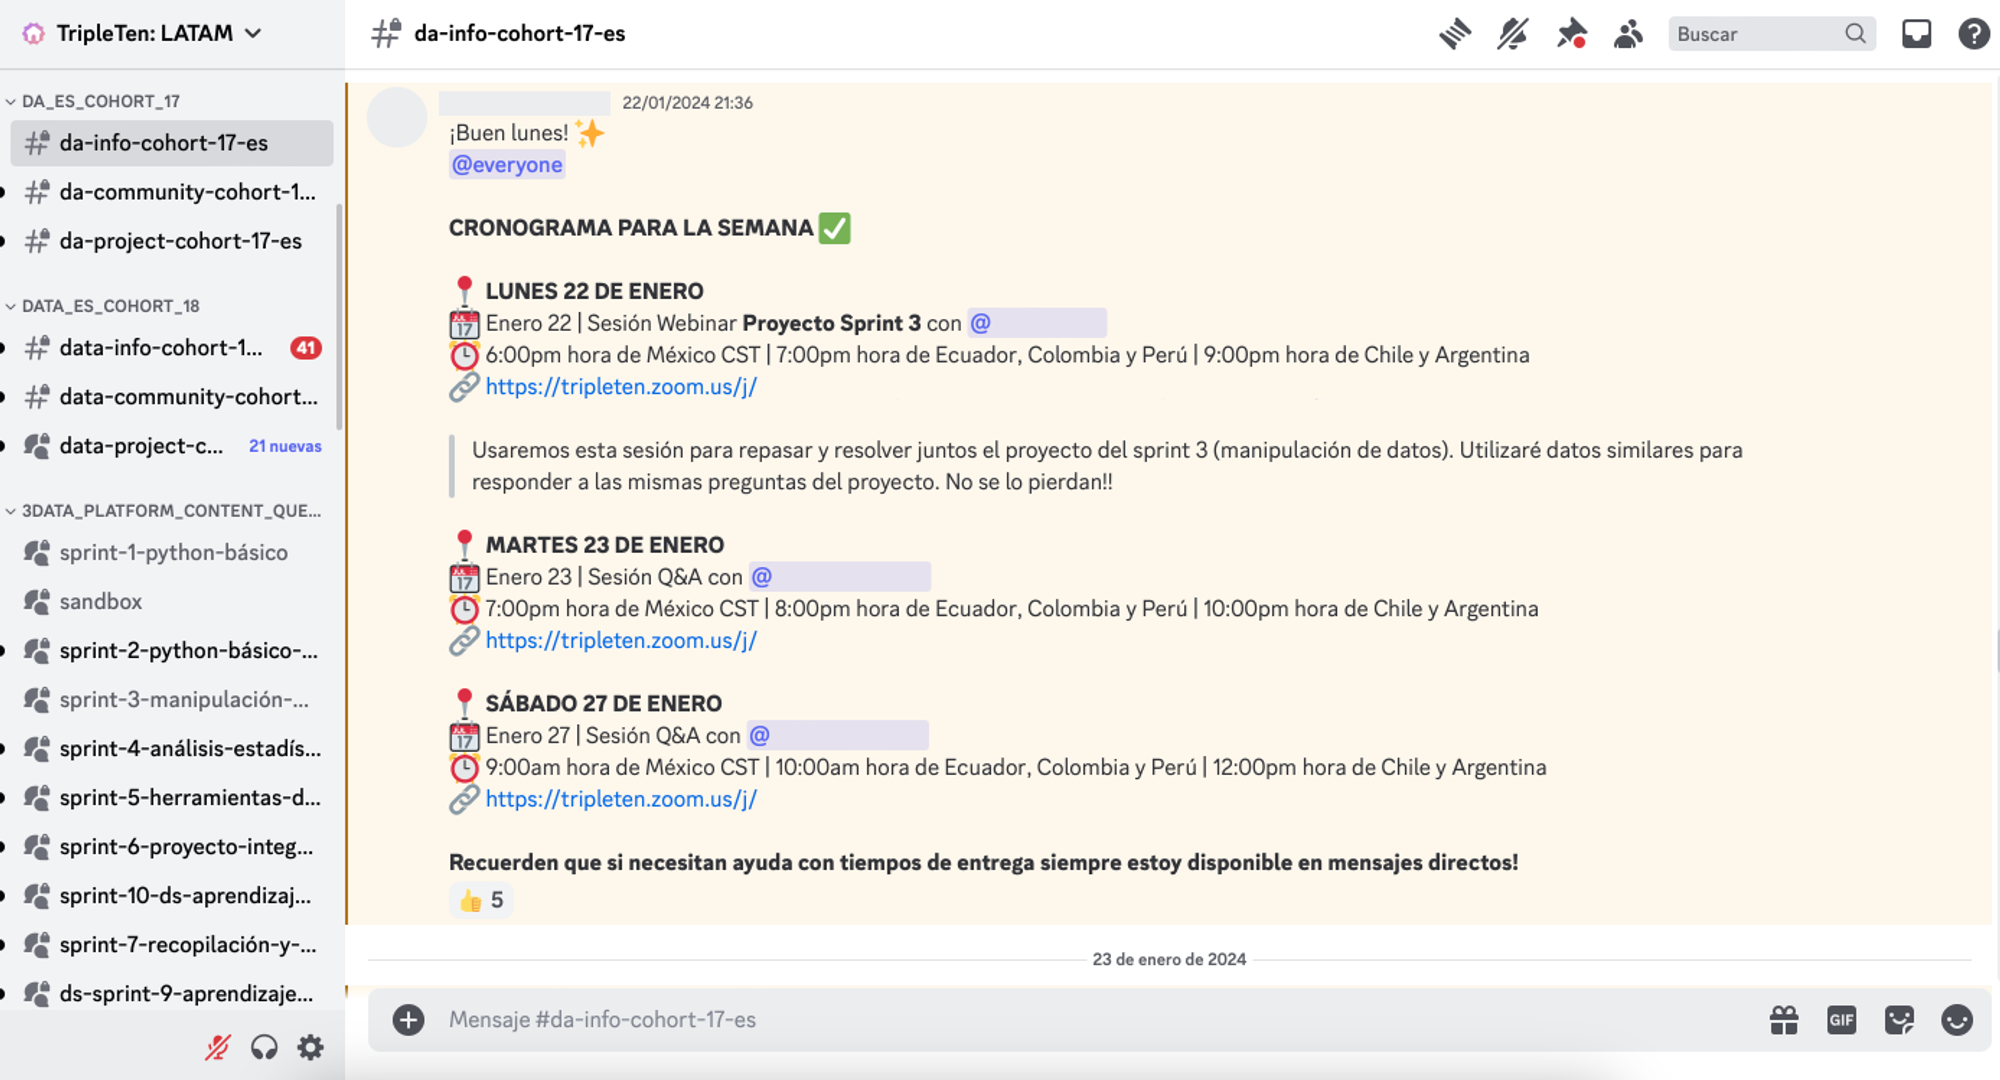 TripleTen: LATAM
DA_ES_COHORT_17
da-info-cohort-17-es
da-community-cohort-1...
da-project-cohort-17-es
DATA_ES_COHORT_18
data-info-cohort-1... 41
data-community-cohort...
data-project-c... 21 nuevas
3DATA_PLATFORM_CONTENT_QUE...
sprint-1-python-básico
sandbox
sprint-2-python-básico-...
sprint-3-manipulación-...
sprint-4-análisis-estadís...
sprint-5-herramientas-d...
sprint-6-proyecto-integ...
sprint-10-ds-aprendizaj...
sprint-7-recopilación-y-...
ds-sprint-9-aprendizaje...
da-info-cohort-17-es
Buscar
22/01/2024 21:36
¡Buen lunes! ✨
@everyone
CRONOGRAMA PARA LA SEMANA ✅
📍 LUNES 22 DE ENERO
📅 Enero 22 | Sesión Webinar Proyecto Sprint 3 con @
⏰ 6:00pm hora de México CST | 7:00pm hora de Ecuador, Colombia y Perú | 9:00pm hora de Chile y Argentina
🔗 https://tripleten.zoom.us/j/
Usaremos esta sesión para repasar y resolver juntos el proyecto del sprint 3 (manipulación de datos). Utilizaré datos similares para
responder a las mismas preguntas del proyecto. No se lo pierdan!!
📍 MARTES 23 DE ENERO
📅 Enero 23 | Sesión Q&A con @
⏰ 7:00pm hora de México CST | 8:00pm hora de Ecuador, Colombia y Perú | 10:00pm hora de Chile y Argentina
🔗 https://tripleten.zoom.us/j/
📍 SÁBADO 27 DE ENERO
📅 Enero 27 | Sesión Q&A con @
⏰ 9:00am hora de México CST | 10:00am hora de Ecuador, Colombia y Perú | 12:00pm hora de Chile y Argentina
🔗 https://tripleten.zoom.us/j/
Recuerden que si necesitan ayuda con tiempos de entrega siempre estoy disponible en mensajes directos!
👍 5
23 de enero de 2024
Mensaje #da-info-cohort-17-es
GIF